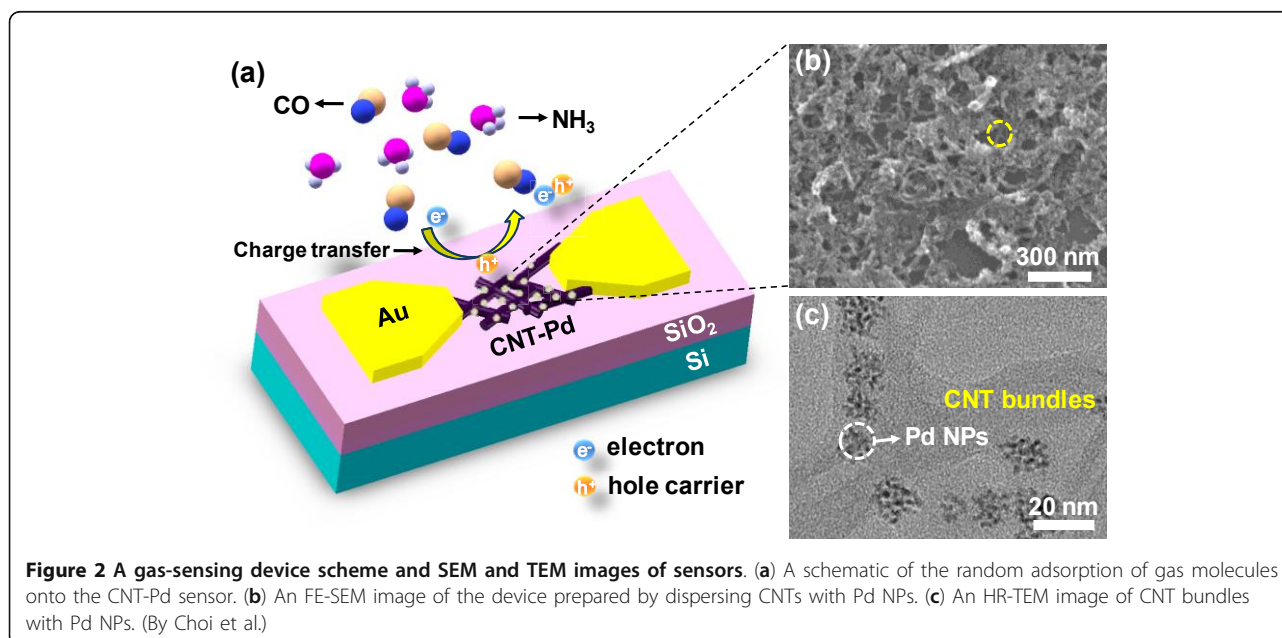 (a)
CO
NH₃
e⁻ h⁺
e⁻
Charge transfer
h⁺
Au
CNT-Pd
SiO₂
Si
e⁻ electron
h⁺ hole carrier
(b)
300 nm
(c)
CNT bundles
Pd NPs
20 nm
Figure 2 A gas-sensing device scheme and SEM and TEM images of sensors. (a) A schematic of the random adsorption of gas molecules
onto the CNT-Pd sensor. (b) An FE-SEM image of the device prepared by dispersing CNTs with Pd NPs. (c) An HR-TEM image of CNT bundles
with Pd NPs. (By Choi et al.)